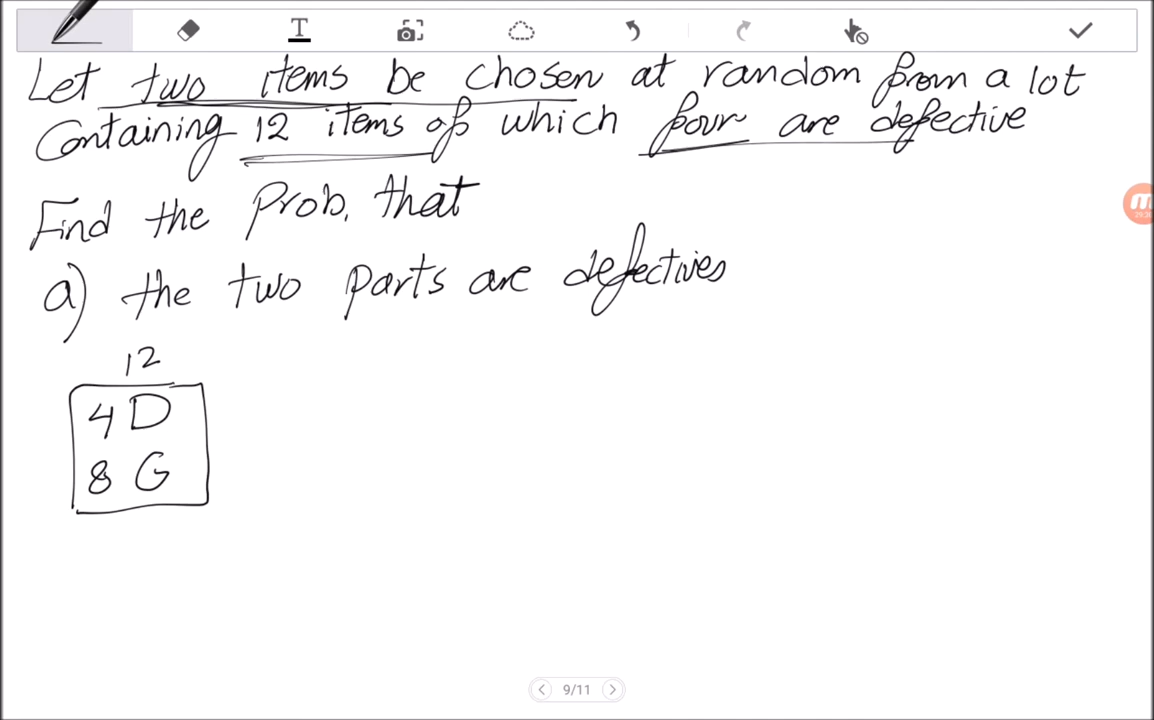 T
Let two items be chosen at random from a lot
Containing 12 items of which four are defective
Find the Prob. that
a) the two parts are defectives
12
4 D
8 G
9/11